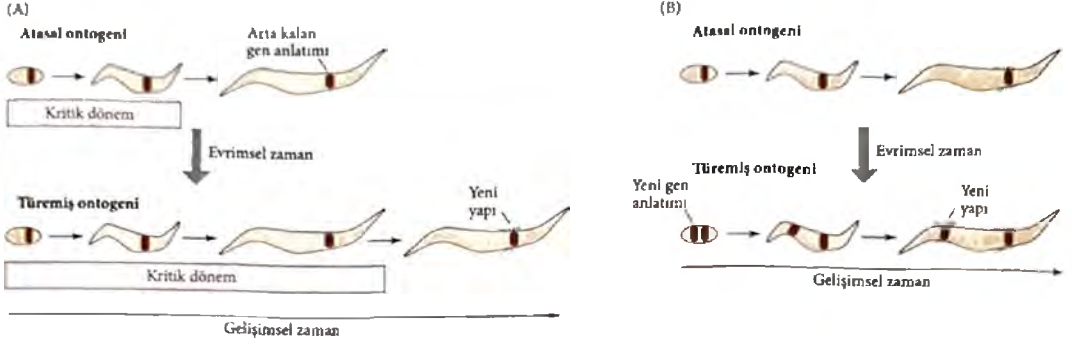 (A)
Atasal ontogeni
Arta kalan
gen anlatımı
Kritik dönem
Evrimsel zaman
Türemiş ontogeni
Yeni
yapı
Kritik dönem
Gelişimsel zaman
(B)
Atasal ontogeni
Evrimsel zaman
Türemiş ontogeni
Yeni gen
anlatımı
Yeni
yapı
Gelişimsel zaman